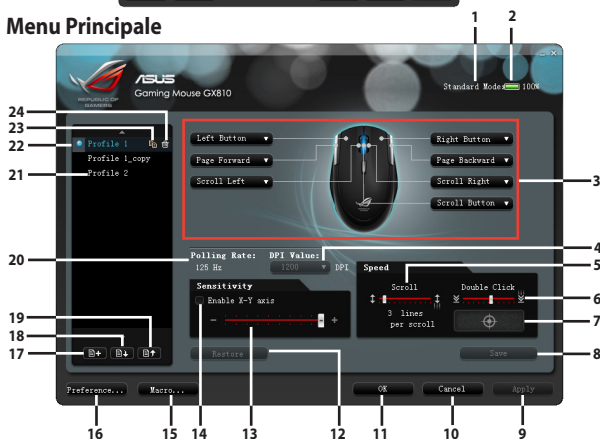 Menu Principale
1
2
ASUS
Gaming Mouse GX810
REPUBLIC OF
GAMERS
Standard Modes 100%
24
23
22
21
Profile 1
Profile 1_copy
Profile 2
Left Button
Page Forward
Scroll Left
Right Button
Page Backward
Scroll Right
Scroll Button
3
4
5
6
7
8
20
Polling Rate:
125 Hz
DPI Value:
1200
DPI
Speed
Scroll
3 lines
per scroll
Double Click
Sensitivity
Enable X-Y axis
- +
19
18
17
Restore
Save
Preference...
Macro...
OK
Cancel
Apply
16
15
14
13
12
11
10
9